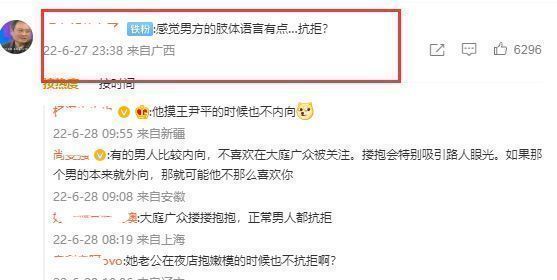 铁粉:感觉男方的肢体语言有点...抗拒?
22-6-27 23:38 来自广西
6296
按热度 按时间
:他摸王尹平的时候也不内向
22-6-28 09:55 来自新疆
:有的男人比较内向，不喜欢在大庭广众被关注。搂抱会特别吸引路人眼光。如果那
个男的本来就外向，那就可能他不那么喜欢你
22-6-28 09:08 来自安徽
:大庭广众搂搂抱抱，正常男人都抗拒
22-6-28 08:19 来自上海
ovo:她老公在夜店抱嫩模的时候也不抗拒啊?